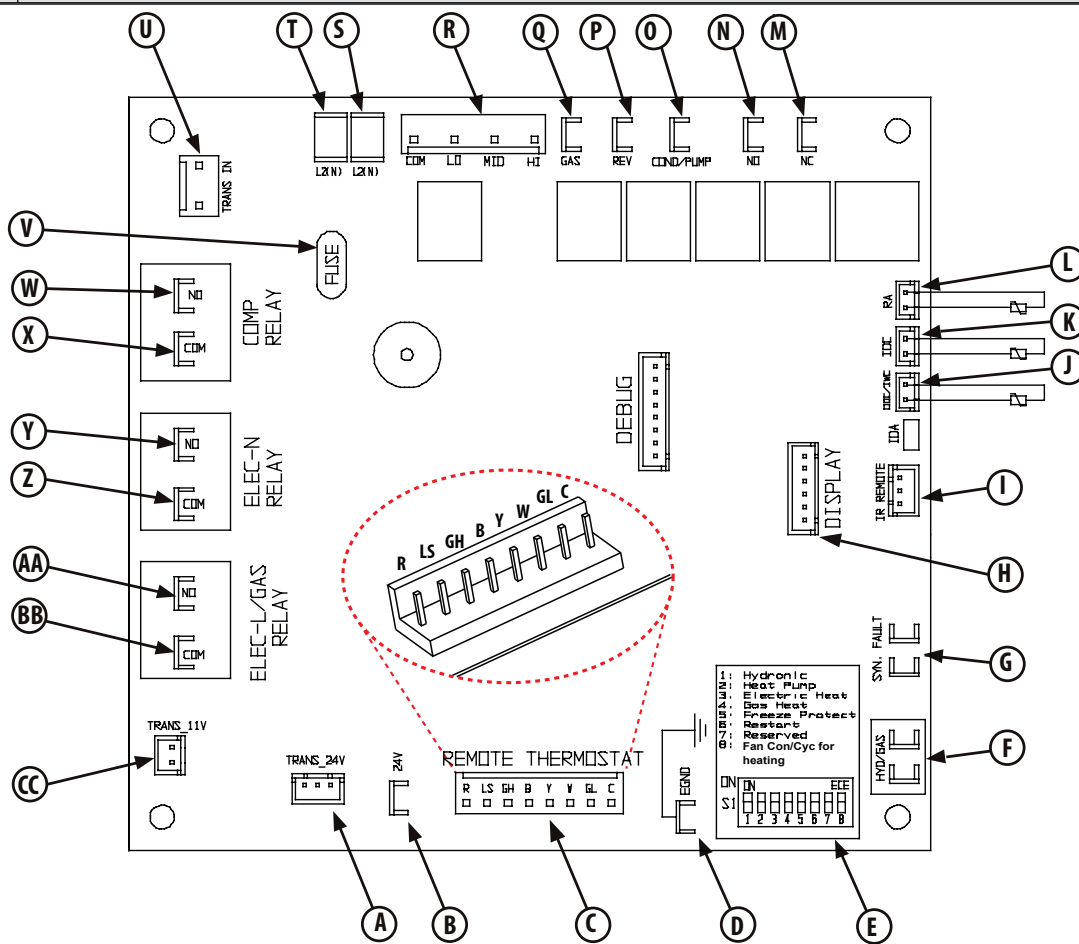 U T S R Q P O N M
COM LO MID HI
GAS REV COND/PUMP NO NC
L2(N) L2(N)
TRANS IN
V
FUSE
W
NO
X
COM
COMP
RELAY
L
RA
K
IDC
J
ODC/IWC
IDA
DEBUG
Y
NO
Z
COM
ELEC-N
RELAY
DISPLAY
IR REMOTE
I
H
R LS GH B Y W GL C
AA
NO
BB
COM
ELEC-L/GAS
RELAY
SYN. FAULT
G
1: Hydronic
2: Heat Pump
3. Electric Heat
4. Gas Heat
5: Freeze Protect
6: Restart
7: Reserved
8: Fan Con/Cyc for
heating
HYD/GAS
F
TRANS_11V
CC
TRANS_24V
24V
REMOTE THERMOSTAT
R LS GH B Y W GL C
EGND
ON
ON ECE
S1
1 2 3 4 5 6 7 8
A B C D E